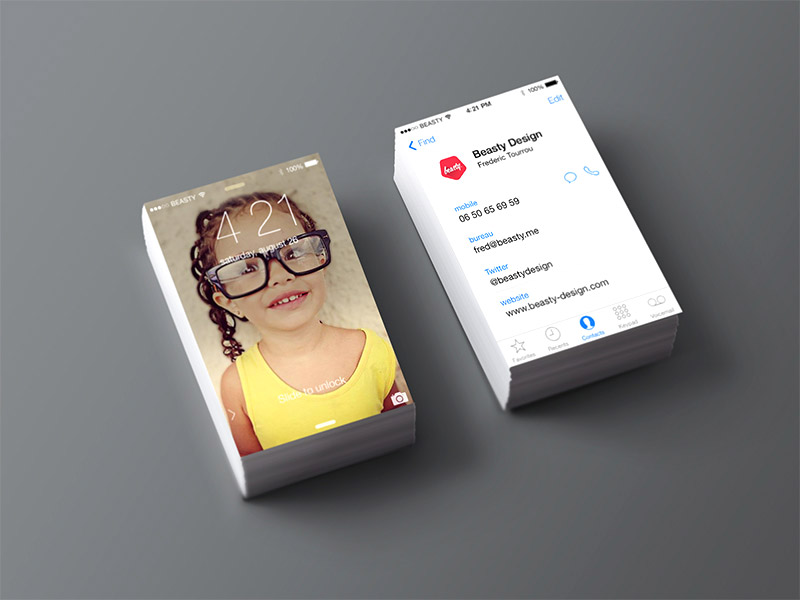 BEASTY 100%
4 21
saturday, august 28
Slide to unlock
BEASTY 4:21 PM 100%
Find Edit
beasty
Beasty Design
Frederic Tourrou
mobile
06 50 65 69 59
bureau
fred@beasty.me
Twitter
@beastydesign
website
www.beasty-design.com
Favorites Recents Contacts Keypad Voicemail